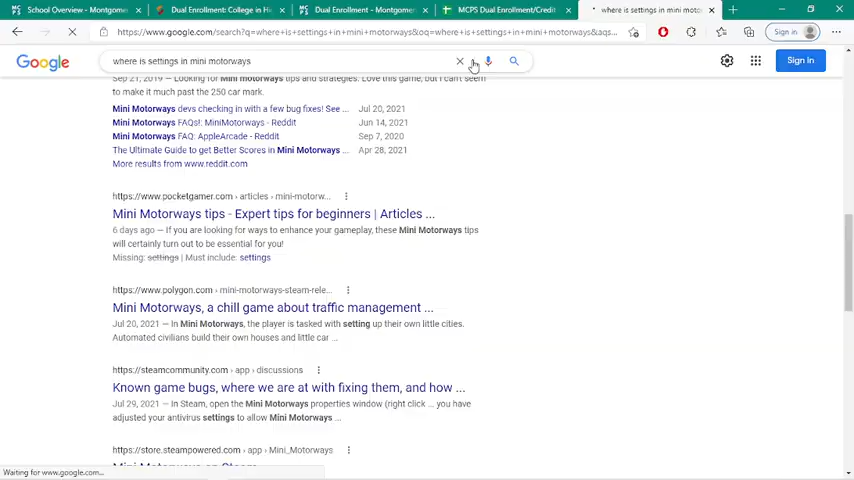 School Overview - Montgome
Dual Enrollment: College in Hi
Dual Enrollment - Montgomer
MCPS Dual Enrollment/Credit
where is settings in mini motor
https://www.google.com/search?q=where+is+settings+in+mini+motorways&oq=where+is+settings+in+mini+motorways&aqs...
Sign in
Google
where is settings in mini motorways
Sign in
Sep 21, 2019 — Looking for Mini motorways tips and strategies. Love this game, but I can't seem
to make it much past the 250 car mark.
Mini Motorways devs checking in with a few bug fixes! See ... Jul 20, 2021
Mini Motorways FAQs!: MiniMotorways - Reddit Jun 14, 2021
Mini Motorways FAQ: AppleArcade - Reddit Sep 7, 2020
The Ultimate Guide to get Better Scores in Mini Motorways ... Apr 28, 2021
More results from www.reddit.com
https://www.pocketgamer.com › articles › mini-motorw...
Mini Motorways tips - Expert tips for beginners | Articles ...
6 days ago — If you are looking for ways to enhance your gameplay, these Mini Motorways tips
will certainly turn out to be essential for you!
Missing: settings | Must include: settings
https://www.polygon.com › mini-motorways-steam-rele...
Mini Motorways, a chill game about traffic management ...
Jul 20, 2021 — In Mini Motorways, the player is tasked with setting up their own little cities.
Automated civilians build their own houses and little car ...
https://steamcommunity.com › app › discussions
Known game bugs, where we are at with fixing them, and how ...
Jul 29, 2021 — In Steam, open the Mini Motorways properties window (right click ... you have
adjusted your antivirus settings to allow Mini Motorways ...
https://store.steampowered.com › app › Mini_Motorways
Mini Motorways on Steam
Waiting for www.google.com...